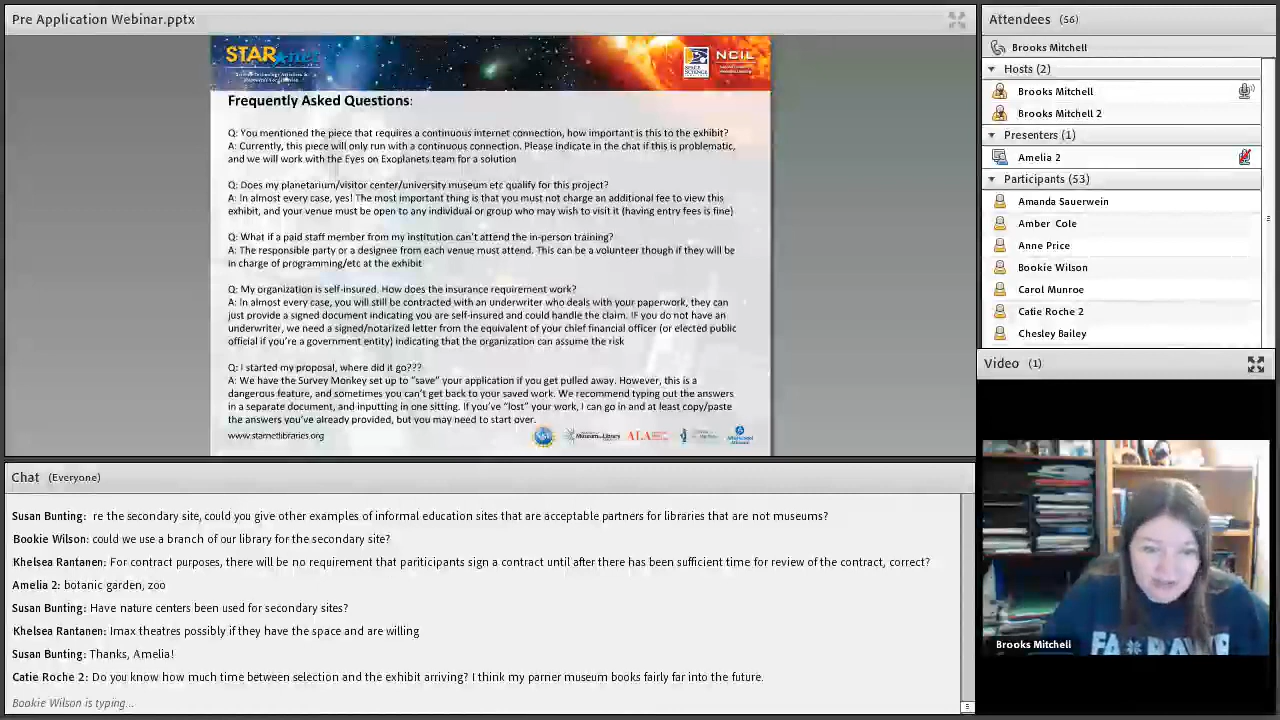 Pre Application Webinar.pptx
STAR
net
NCIL
SPACE SCIENCE
Frequently Asked Questions:
Q: You mentioned the piece that requires a continuous internet connection, how important is this to the exhibit?
A: Currently, this piece will only run with a continuous connection. Please indicate in the chat if this is problematic,
and we will work with the Eyes on Exoplanets team for a solution
Q: Does my planetarium/visitor center/university museum etc qualify for this project?
A: In almost every case, yes! The most important thing is that you must not charge an additional fee to view this
exhibit, and your venue must be open to any individual or group who may wish to visit it (having entry fees is fine)
Q: What if a paid staff member from my institution can't attend the in-person training?
A: The responsible party or a designee from each venue must attend. This can be a volunteer though if they will be
in charge of programming/etc at the exhibit
Q: My organization is self-insured. How does the insurance requirement work?
A: In almost every case, you will still be contracted with an underwriter who deals with your paperwork, they can
just provide a signed document indicating you are self-insured and could handle the claim. IF you do not have an
underwriter, we need a signed/notarized letter from the equivalent of your chief financial officer (or elected public
official if you're a government entity) indicating that the organization can assume the risk
Q: I started my proposal, where did it go???
A: We have the Survey Monkey set up to "save" your application if you get pulled away. However, this is a
dangerous feature, and sometimes you can't get back to your saved work. We recommend typing out the answers
in a separate document, and inputting in one sitting. If you've "lost" your work, I can go in and at least copy/paste
the answers you've already provided, but you may need to start over.
www.starnetlibraries.org
ALA
Chat (Everyone)
Susan Bunting: re the secondary site, could you give other examples of informal education sites that are acceptable partners for libraries that are not museums?
Bookie Wilson: could we use a branch of our library for the secondary site?
Khelsea Rantanen: For contract purposes, there will be no requirement that pariticipants sign a contract until after there has been sufficient time for review of the contract, correct?
Amelia 2: botanic garden, zoo
Susan Bunting: Have nature centers been used for secondary sites?
Khelsea Rantanen: Imax theatres possibly if they have the space and are willing
Susan Bunting: Thanks, Amelia!
Catie Roche 2: Do you know how much time between selection and the exhibit arriving? I think my parner museum books fairly far into the future.
Bookie Wilson is typing...
Attendees (56)
Brooks Mitchell
Hosts (2)
Brooks Mitchell
Brooks Mitchell 2
Presenters (1)
Amelia 2
Participants (53)
Amanda Sauerwein
Amber Cole
Anne Price
Bookie Wilson
Carol Munroe
Catie Roche 2
Chesley Bailey
Video (1)
Brooks Mitchell